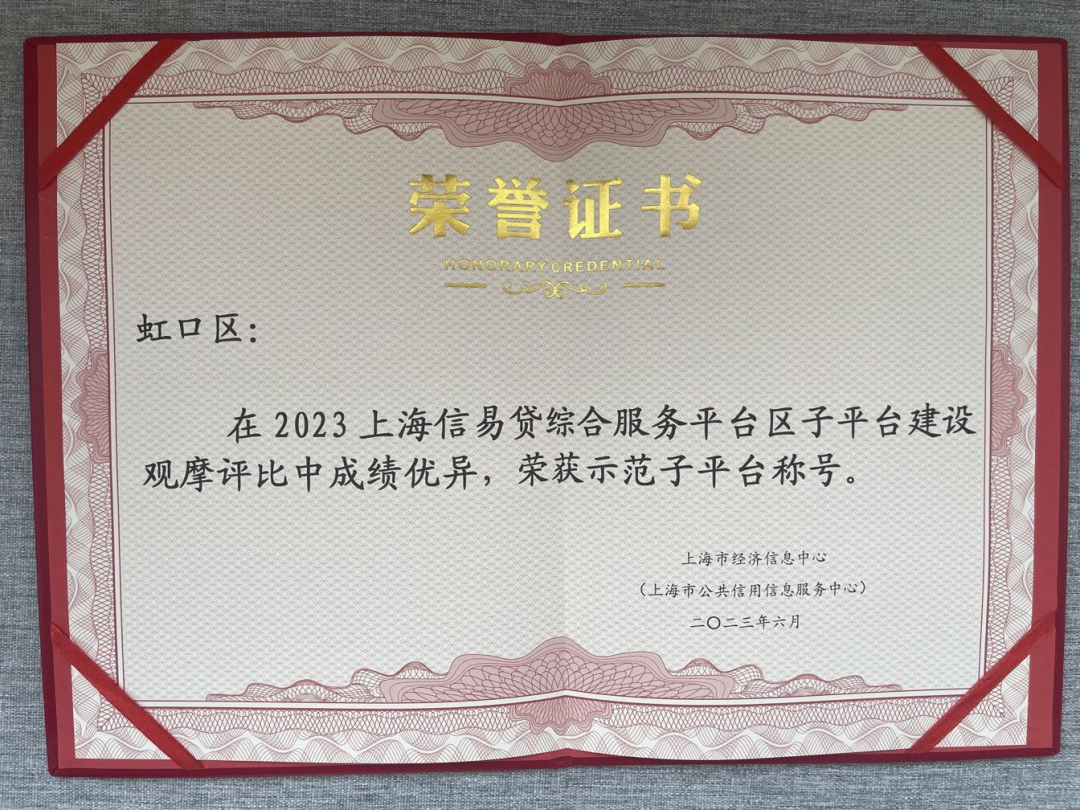 荣誉证书
HONORARY CREDENTIAL
虹口区：
在 2023 上海信易贷综合服务平台区子平台建设
观摩评比中成绩优异，荣获示范子平台称号。
上海市经济信息中心
（上海市公共信用信息服务中心）
二〇二三年六月